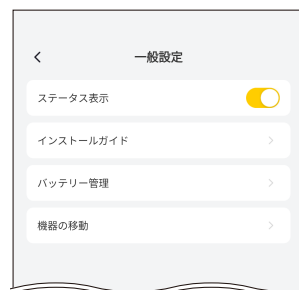 一般設定
ステータス表示
インストールガイド
バッテリー管理
機器の移動